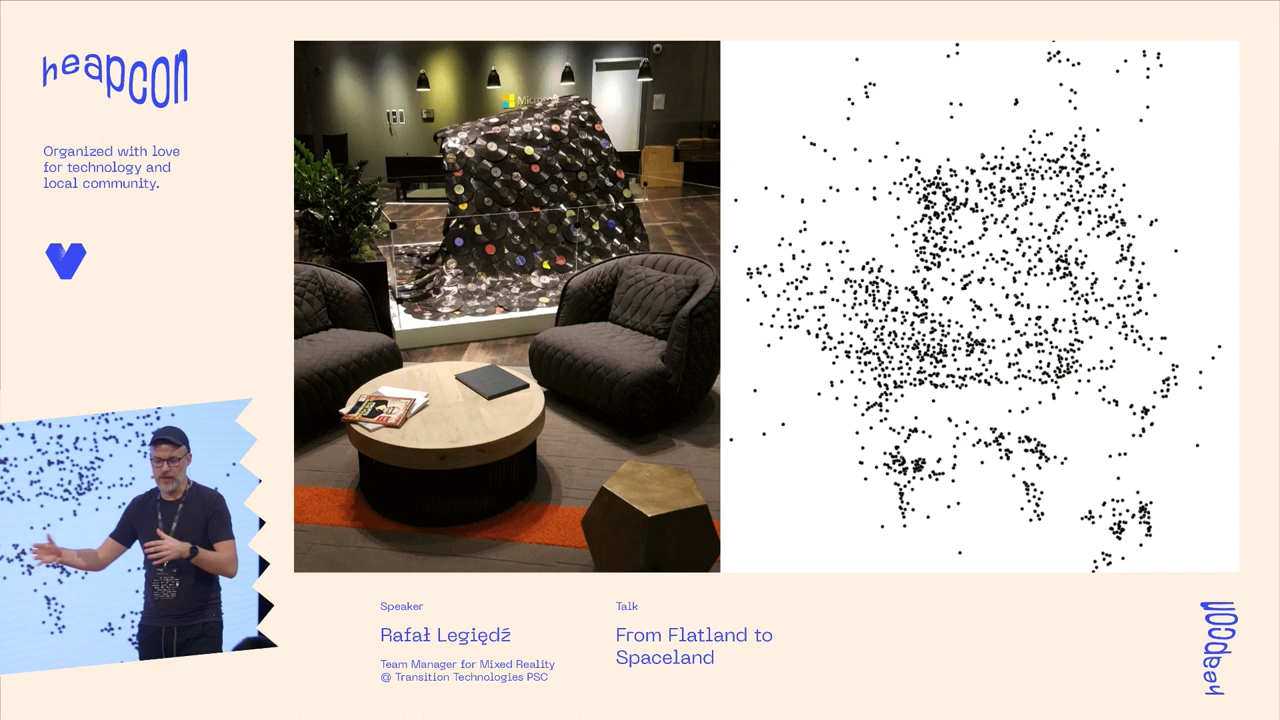 heapcon
Organized with love
for technology and
local community.
Microsoft
Speaker
Rafał Legiędź
Team Manager for Mixed Reality
@ Transition Technologies PSC
Talk
From Flatland to
Spaceland
heapcon